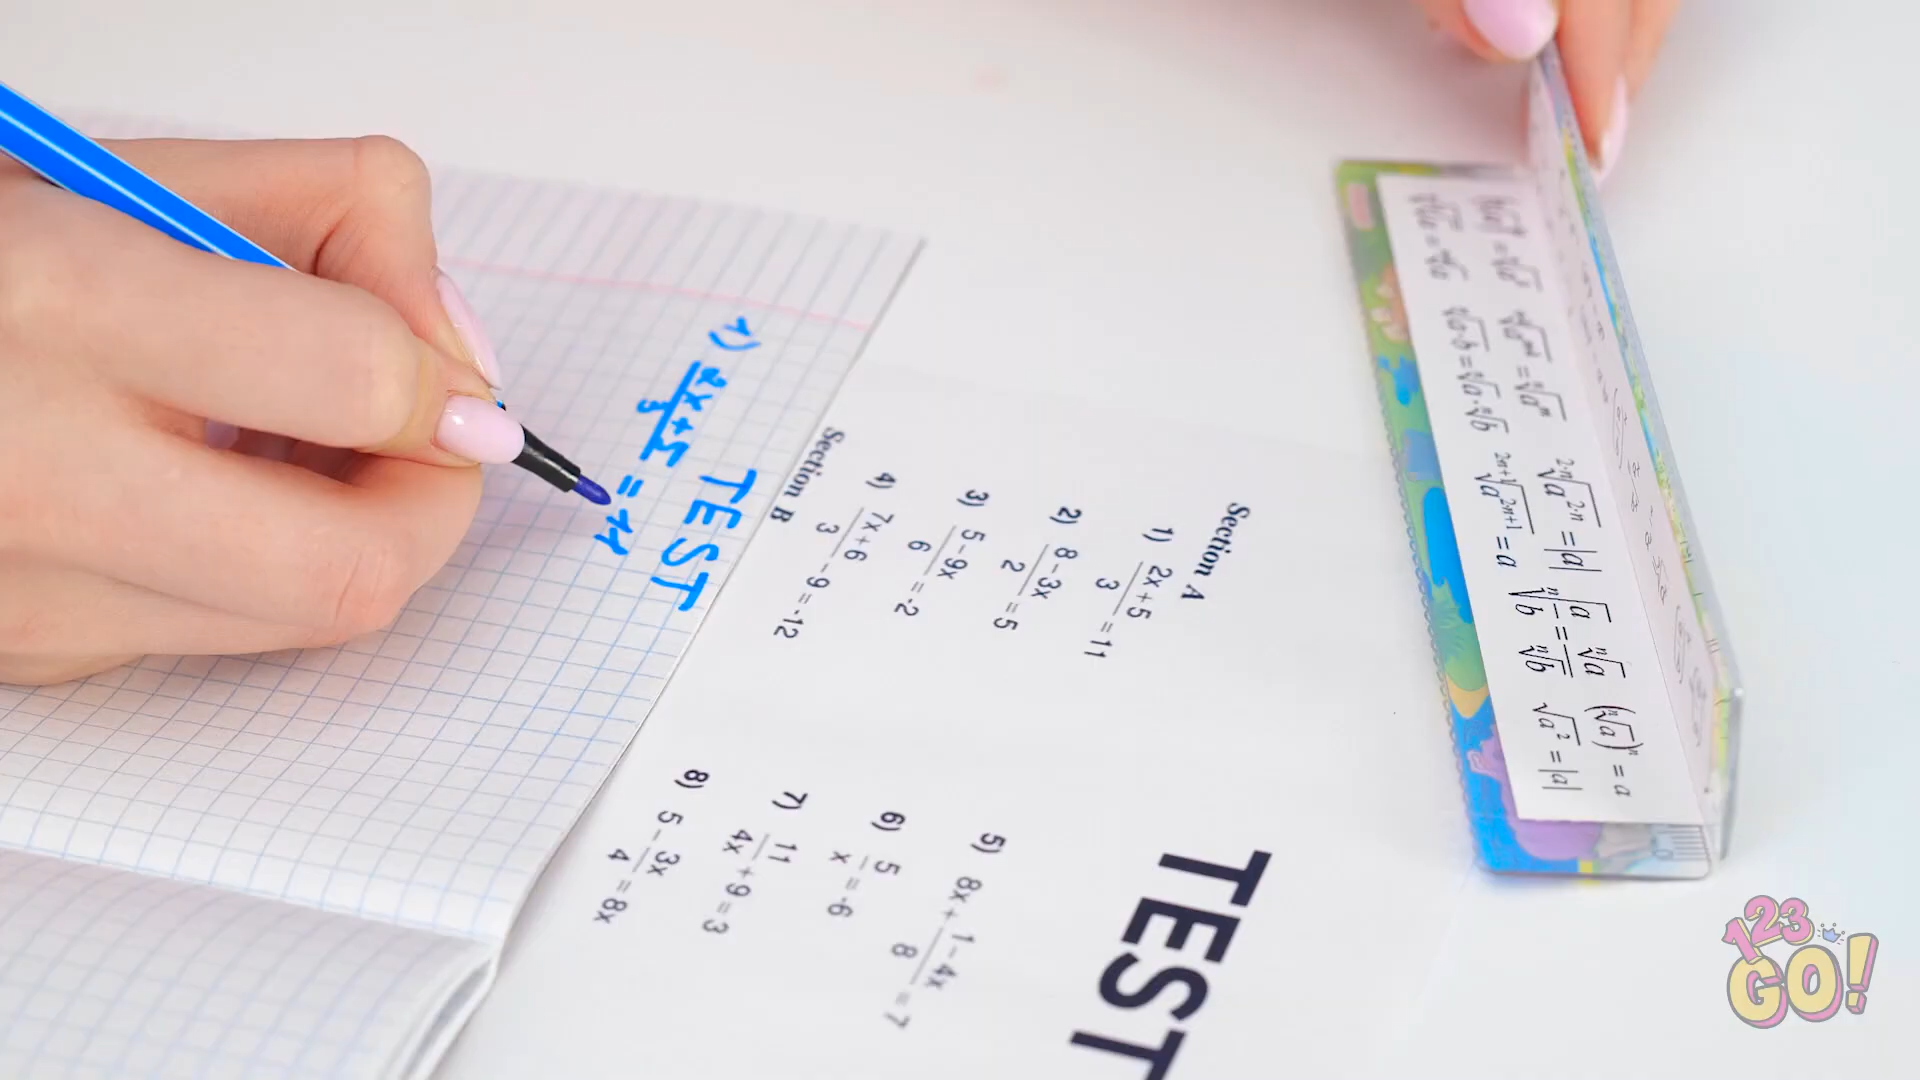 TEST
1) 2x+5/3 = 11
TEST
Section A
1) 2x+5/3 = 11
2) 8-3x/2 = 5
3) 5-9x/6 = -2
4) 7x+6/3 - 9 = -12
Section B
5) 8x + 1-4x/8 = 7
6) 5/x = -6
7) 11/4x + 9 = 3
8) 5 - 3x/4 = 8x
²ⁿ√a²ⁿ = |a|
ⁿ√a/b = ⁿ√a/ⁿ√b
(ⁿ√a)ⁿ = a
ⁿ√a·b = ⁿ√a·ⁿ√b
²ⁿ⁺¹√a²ⁿ⁺¹ = a
√a² = |a|
123 GO!